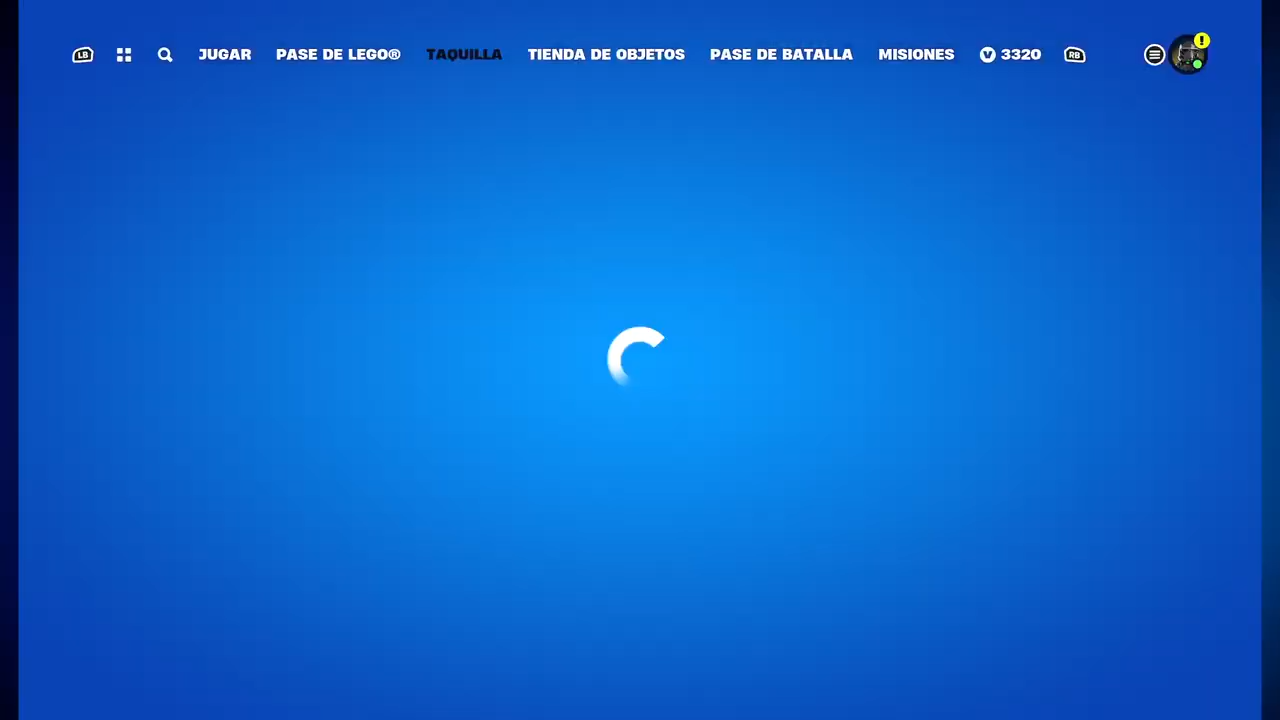 LB JUGAR PASE DE LEGO® TAQUILLA TIENDA DE OBJETOS PASE DE BATALLA MISIONES V 3320 RB !